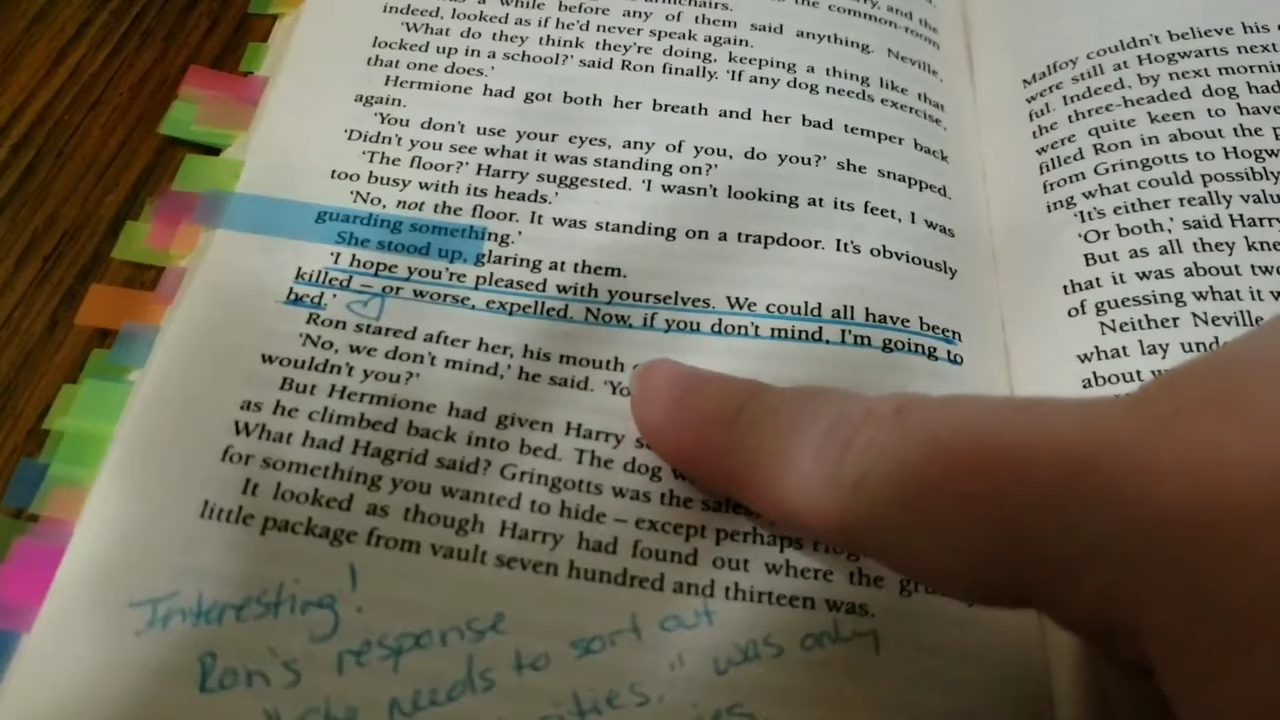 the common-room
a while before any of them said anything. Neville,
indeed, looked as if he'd never speak again.
'What do they think they're doing, keeping a thing like that
locked up in a school?' said Ron finally. 'If any dog needs exercise,
that one does.'
Hermione had got both her breath and her bad temper back
again.
'You don't use your eyes, any of you, do you?' she snapped.
'Didn't you see what it was standing on?'
'The floor?' Harry suggested. 'I wasn't looking at its feet, I was
too busy with its heads.'
'No, not the floor. It was standing on a trapdoor. It's obviously
guarding something.'
She stood up, glaring at them.
'I hope you're pleased with yourselves. We could all have been
killed – or worse, expelled. Now, if you don't mind, I'm going to
bed.'
Ron stared after her, his mouth
'No, we don't mind,' he said. 'Yo
wouldn't you?'
But Hermione had given Harry s
as he climbed back into bed. The dog w
What had Hagrid said? Gringotts was the safes
for something you wanted to hide – except perhaps Hog
It looked as though Harry had found out where the gru
little package from vault seven hundred and thirteen was.
Interesting!
Ron's response
needs to sort out
" was only
Malfoy couldn't believe his
were still at Hogwarts next
ful. Indeed, by next mornin
the three-headed dog had
were quite keen to have
filled Ron in about the p
from Gringotts to Hogw
ing what could possibly
'It's either really valu
'Or both,' said Harry
But as all they kne
that it was about two
of guessing what it w
Neither Neville
what lay und
about